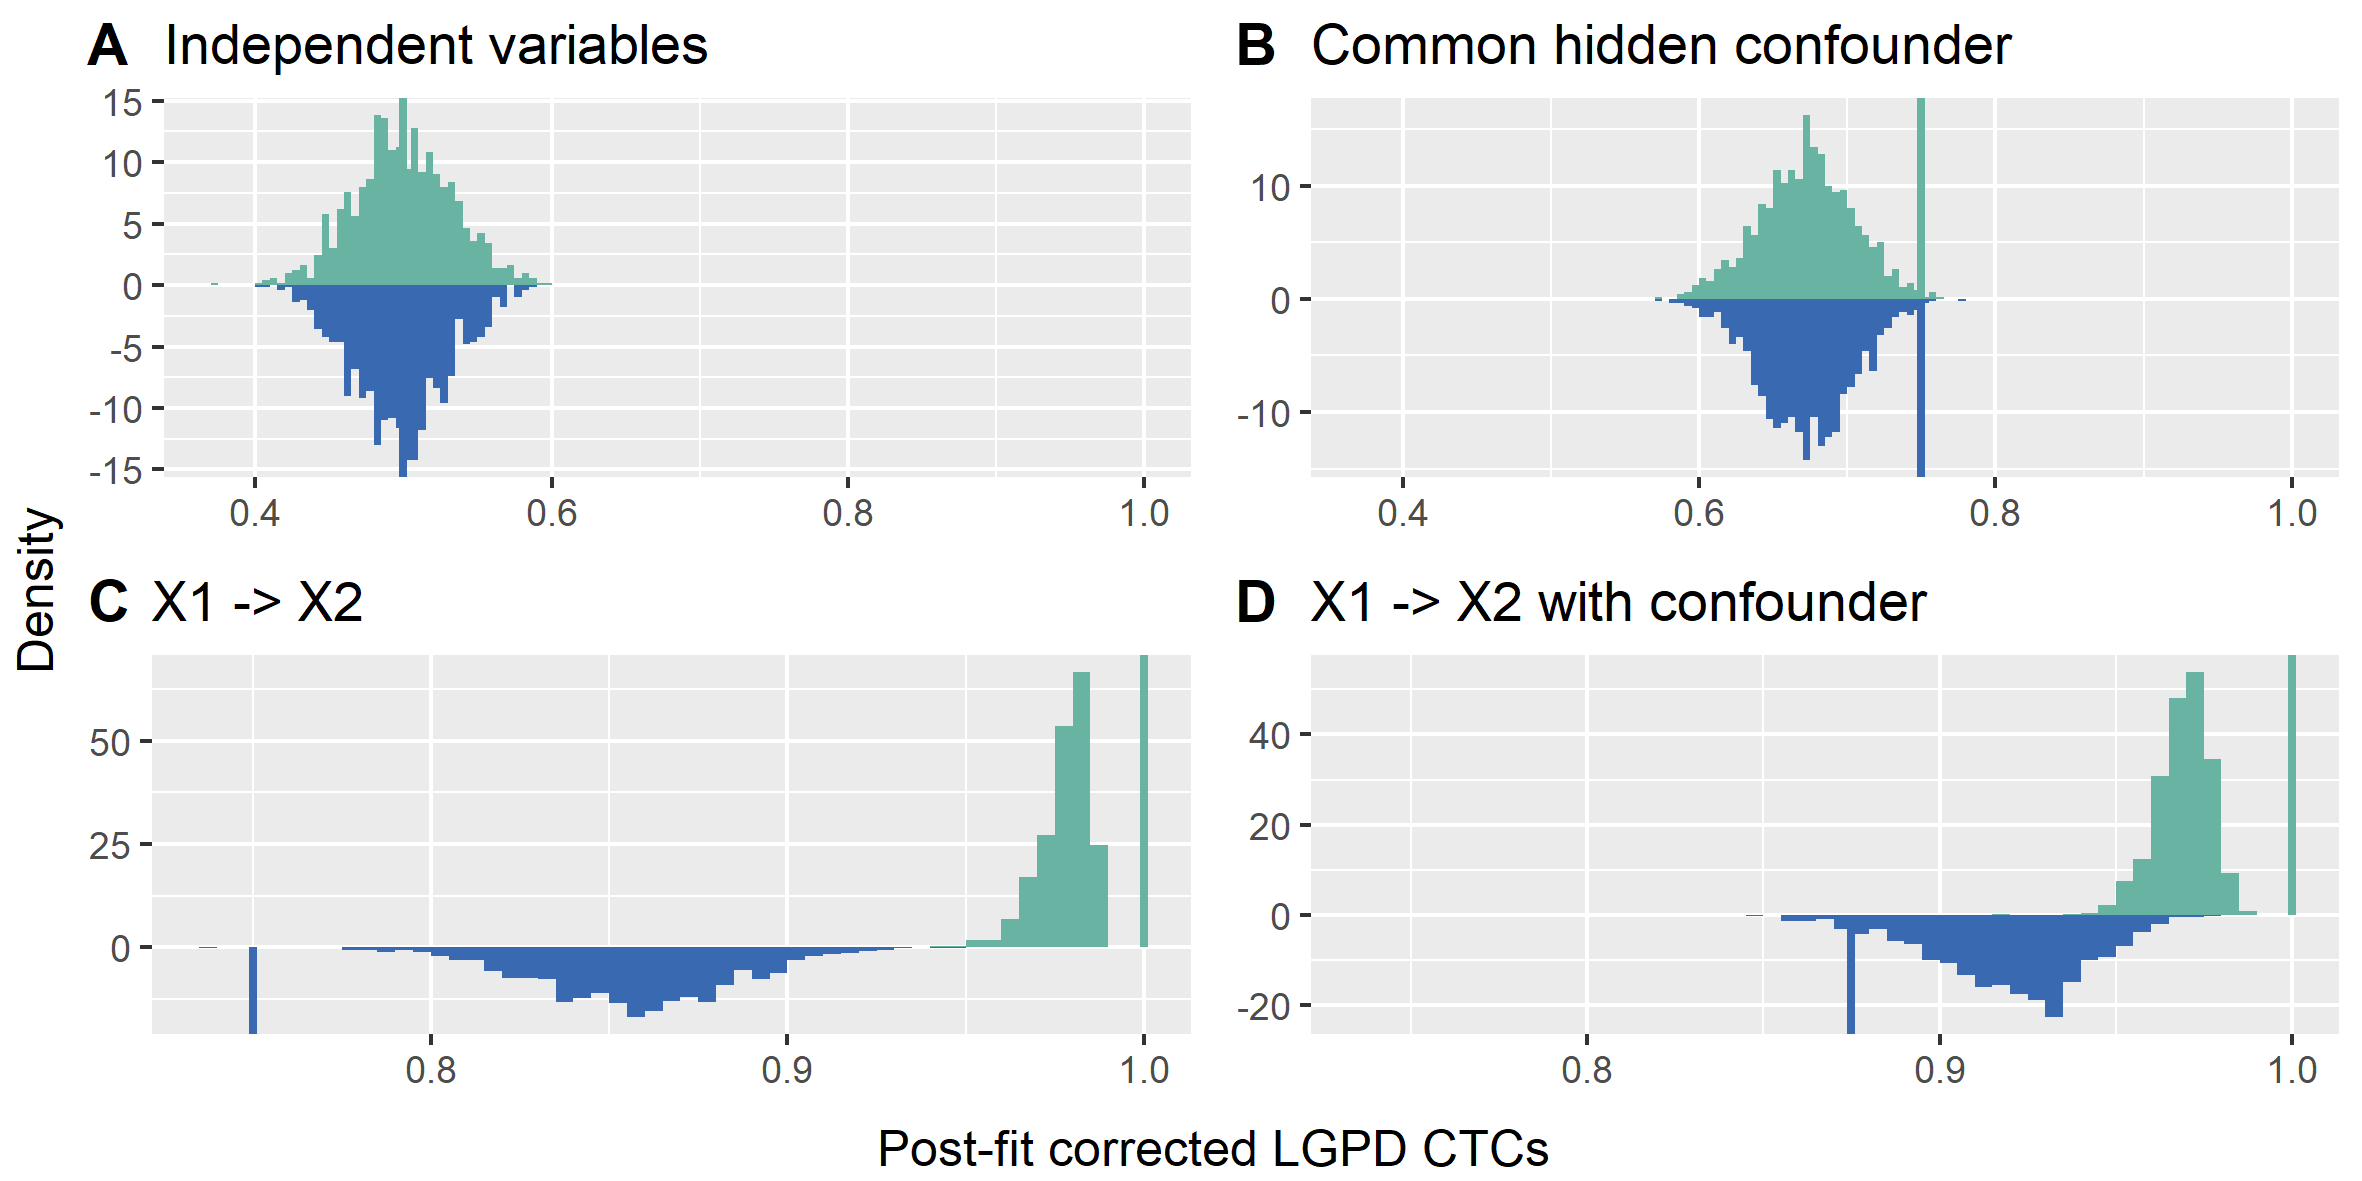 A Independent variables
15
10
5
0
-5
-10
-15
0.4 0.6 0.8 1.0
B Common hidden confounder
10
0
-10
0.4 0.6 0.8 1.0
Density
C X1 -> X2
50
25
0
0.8 0.9 1.0
D X1 -> X2 with confounder
40
20
0
-20
0.8 0.9 1.0
Post-fit corrected LGPD CTCs